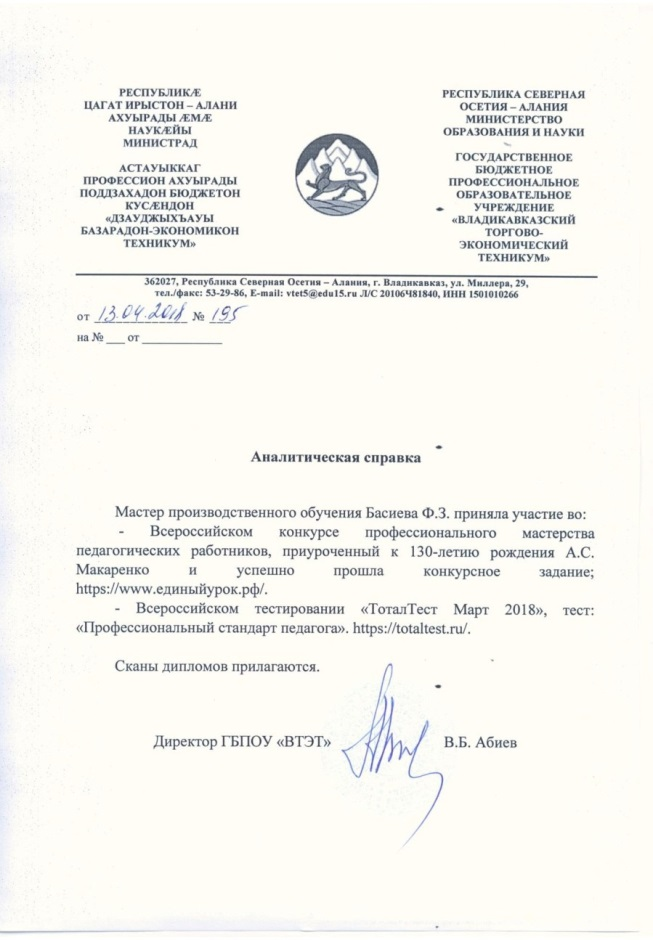 РЕСПУБЛИКÆ
ЦАГАТ ИРЫСТОН – АЛАНИ
АХУЫРАДЫ ÆМÆ
НАУКÆЙЫ
МИНИСТРАД
АСТАУЫККАГ
ПРОФЕССИОН АХУЫРАДЫ
ПОДДЗАХАДОН БЮДЖЕТОН
КУСÆНДОН
«ДЗАУДЖЫХЪАУЫ
БАЗАРАДОН-ЭКОНОМИКОН
ТЕХНИКУМ»
РЕСПУБЛИКА СЕВЕРНАЯ
ОСЕТИЯ – АЛАНИЯ
МИНИСТЕРСТВО
ОБРАЗОВАНИЯ И НАУКИ
ГОСУДАРСТВЕННОЕ
БЮДЖЕТНОЕ
ПРОФЕССИОНАЛЬНОЕ
ОБРАЗОВАТЕЛЬНОЕ
УЧРЕЖДЕНИЕ
«ВЛАДИКАВКАЗСКИЙ
ТОРГОВО-
ЭКОНОМИЧЕСКИЙ
ТЕХНИКУМ»
362027, Республика Северная Осетия – Алания, г. Владикавказ, ул. Миллера, 29,
тел./факс: 53-29-86, E-mail: vtet5@edu15.ru Л/С 20106Ч81840, ИНН 1501010266
от 13.04.2018 № 195
на № ___ от ____________
Аналитическая справка
Мастер производственного обучения Басиева Ф.З. приняла участие во:
- Всероссийском конкурсе профессионального мастерства
педагогических работников, приуроченный к 130-летию рождения А.С.
Макаренко и успешно прошла конкурсное задание;
https://www.единыйурок.рф/.
- Всероссийском тестировании «ТоталТест Март 2018», тест:
«Профессиональный стандарт педагога». https://totaltest.ru/.
Сканы дипломов прилагаются.
Директор ГБПОУ «ВТЭТ» В.Б. Абиев